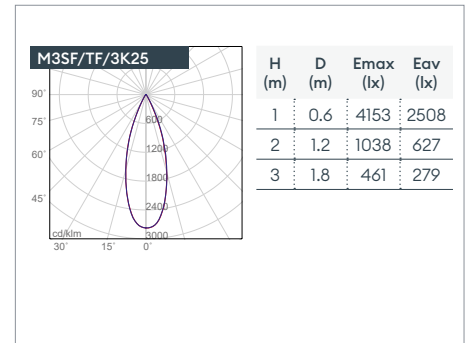 M3SF/TF/3K25
90°
75°
60°
45°
600
1200
1800
2400
3000
cd/klm
30° 15° 0°
H D Emax Eav
(m) (m) (lx) (lx)
1 0.6 4153 2508
2 1.2 1038 627
3 1.8 461 279